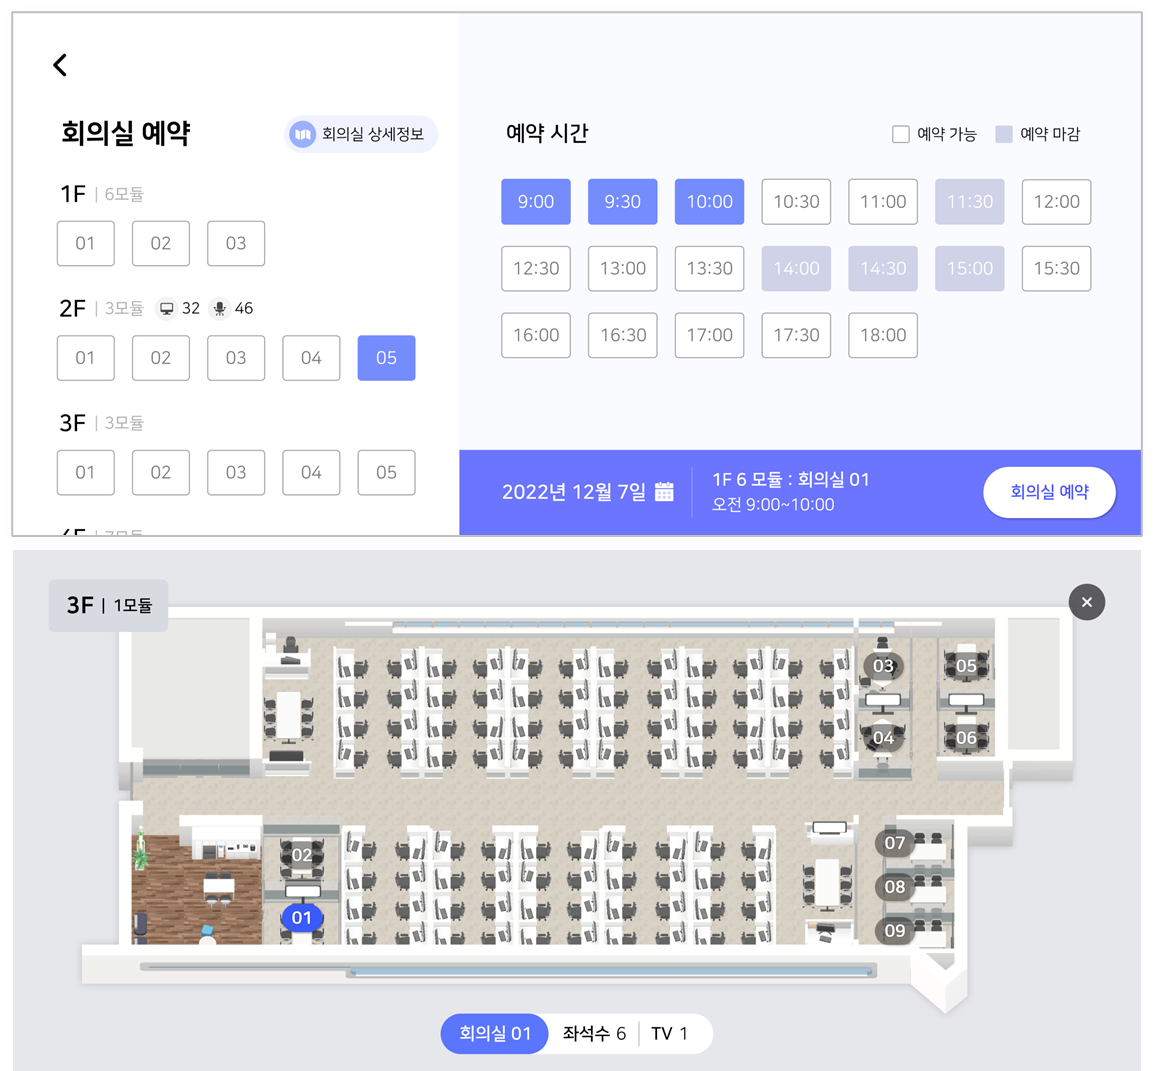 회의실 예약
회의실 상세정보
1F | 6모듈
01 02 03
2F | 3모듈 32 46
01 02 03 04 05
3F | 3모듈
01 02 03 04 05
예약 시간
예약 가능 예약 마감
9:00 9:30 10:00 10:30 11:00 11:30 12:00
12:30 13:00 13:30 14:00 14:30 15:00 15:30
16:00 16:30 17:00 17:30 18:00
2022년 12월 7일
1F 6 모듈 : 회의실 01
오전 9:00~10:00
회의실 예약
3F | 1모듈
03 05
04 06
02 07
08
01 09
회의실 01 좌석수 6 TV 1